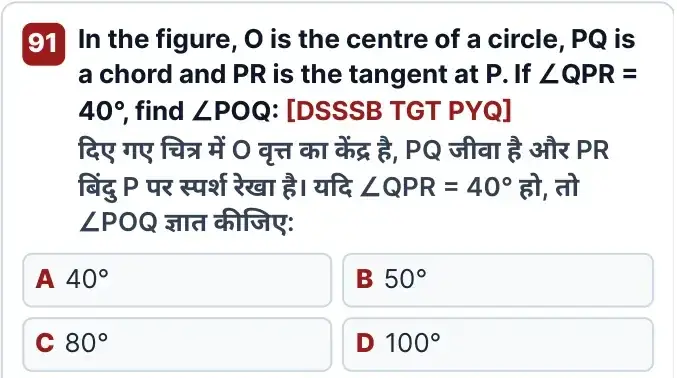 91 In the figure, O is the centre of a circle, PQ is
a chord and PR is the tangent at P. If ∠QPR =
40°, find ∠POQ: [DSSSB TGT PYQ]
दिए गए चित्र में O वृत्त का केंद्र है, PQ जीवा है और PR
बिंदु P पर स्पर्श रेखा है। यदि ∠QPR = 40° हो, तो
∠POQ ज्ञात कीजिए:
A 40°
B 50°
C 80°
D 100°